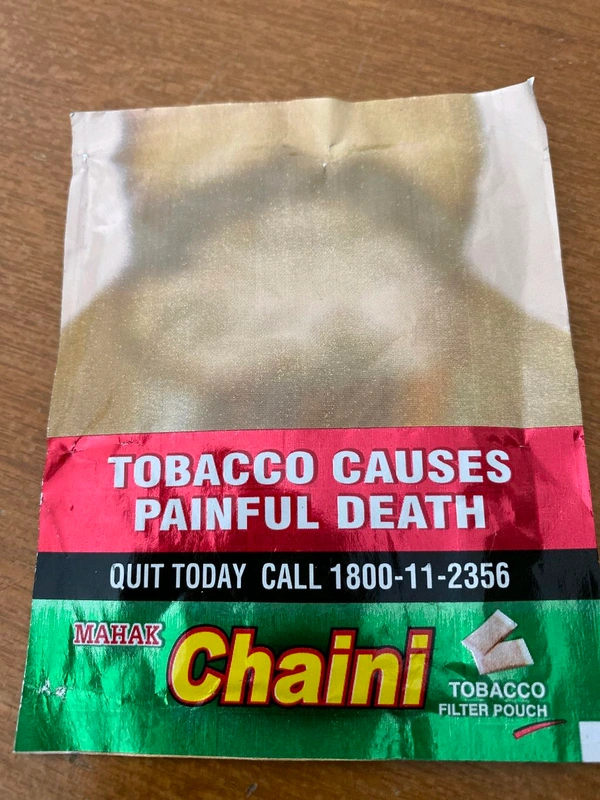 TOBACCO CAUSES
PAINFUL DEATH
QUIT TODAY CALL 1800-11-2356
MAHAK
Chaini
TOBACCO
FILTER POUCH